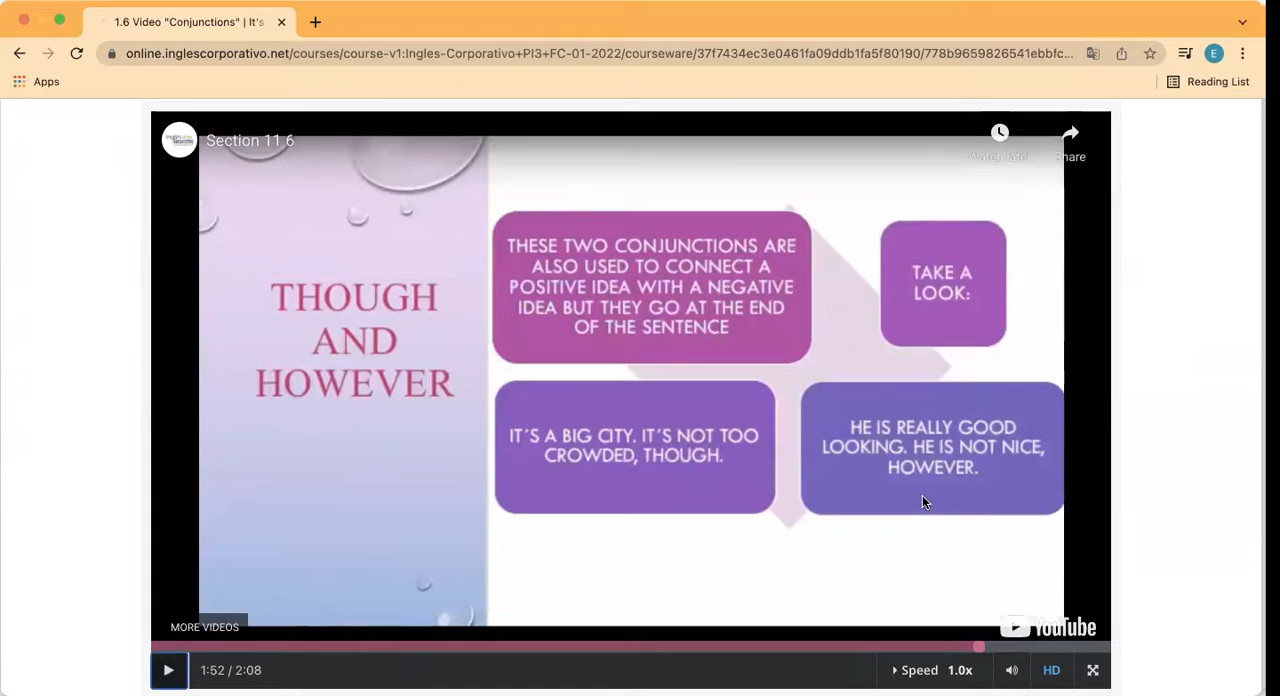 1.6 Video "Conjunctions" | It's
online.inglescorporativo.net/courses/course-v1:Ingles-Corporativo+PI3+FC-01-2022/courseware/37f7434ec3e0461fa09ddb1fa5f80190/778b9659826541ebbfc...
E
Apps
Reading List
Section 11 6
Watch later
Share
THOUGH
AND
HOWEVER
THESE TWO CONJUNCTIONS ARE
ALSO USED TO CONNECT A
POSITIVE IDEA WITH A NEGATIVE
IDEA BUT THEY GO AT THE END
OF THE SENTENCE
TAKE A
LOOK:
IT´S A BIG CITY. IT´S NOT TOO
CROWDED, THOUGH.
HE IS REALLY GOOD
LOOKING. HE IS NOT NICE,
HOWEVER.
MORE VIDEOS
YouTube
1:52 / 2:08
Speed 1.0x
HD